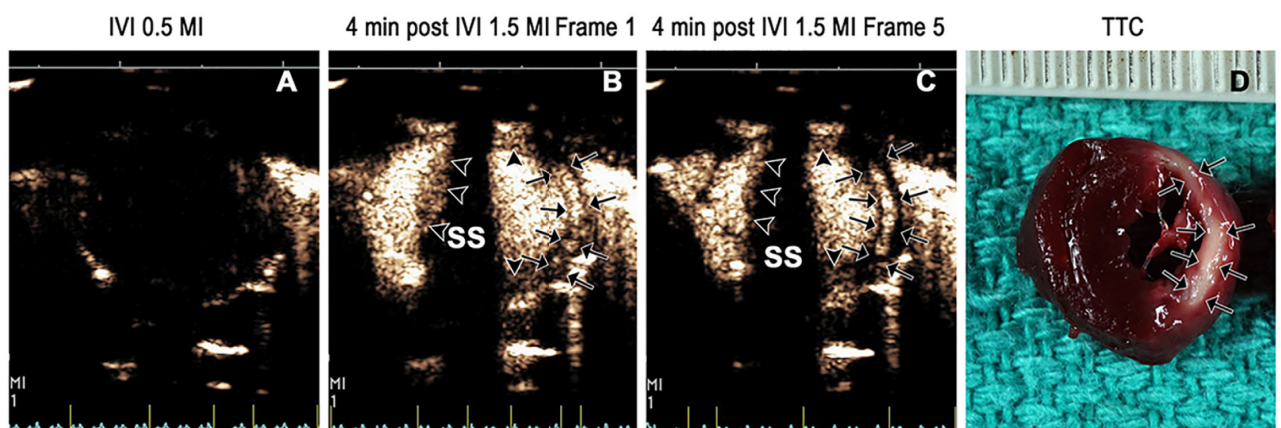 IVI 0.5 MI
4 min post IVI 1.5 MI Frame 1
4 min post IVI 1.5 MI Frame 5
TTC
A
B
C
D
SS
SS
MI
1
MI
1
MI
1